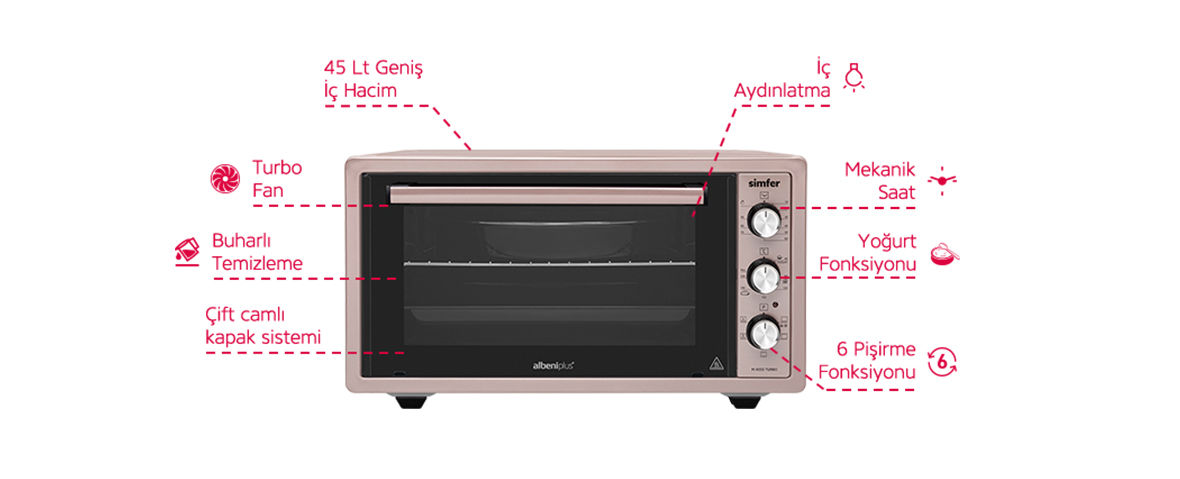 45 Lt Geniş
İç Hacim
İç
Aydınlatma
Turbo
Fan
Mekanik
Saat
Buharlı
Temizleme
Yoğurt
Fonksiyonu
Çift camlı
kapak sistemi
6 Pişirme
Fonksiyonu
6
simfer
albeniplus